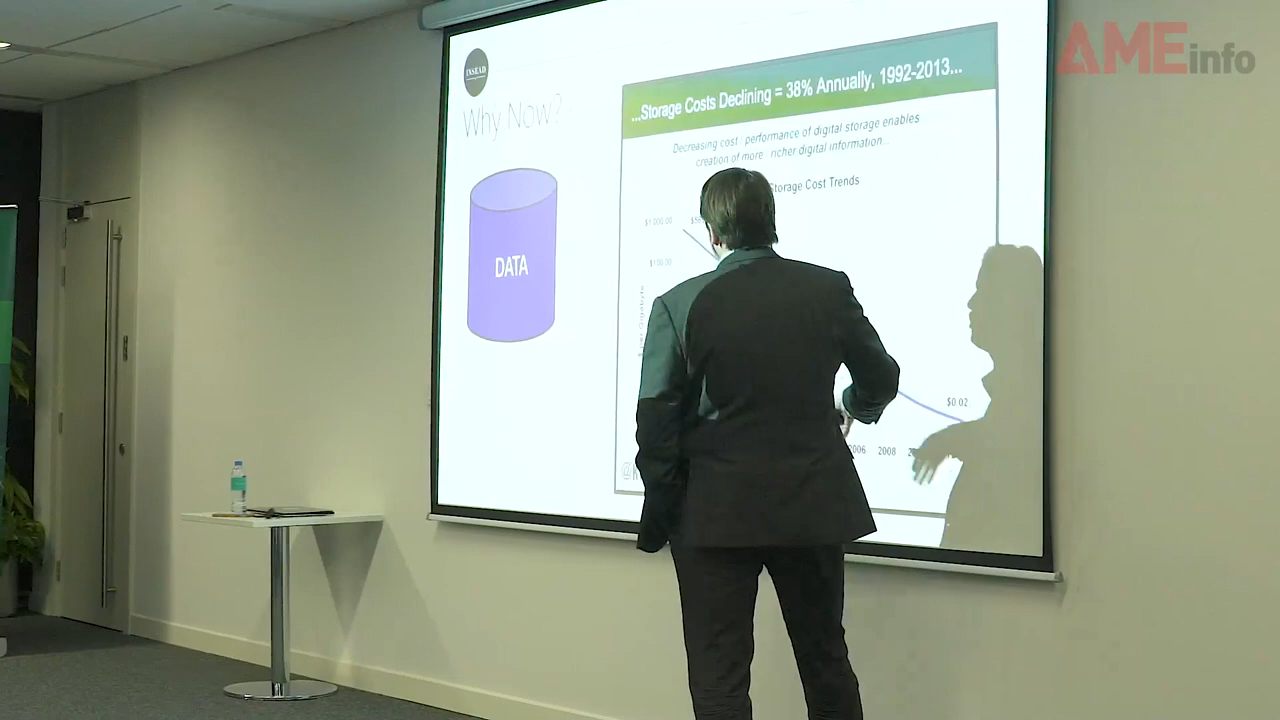 AMEinfo
INSEAD
Why Now?
...Storage Costs Declining = 38% Annually, 1992-2013...
Decreasing cost performance of digital storage enables
creation of more richer digital information...
Storage Cost Trends
$1,000.00
$100.00
DATA
$0.02
2008